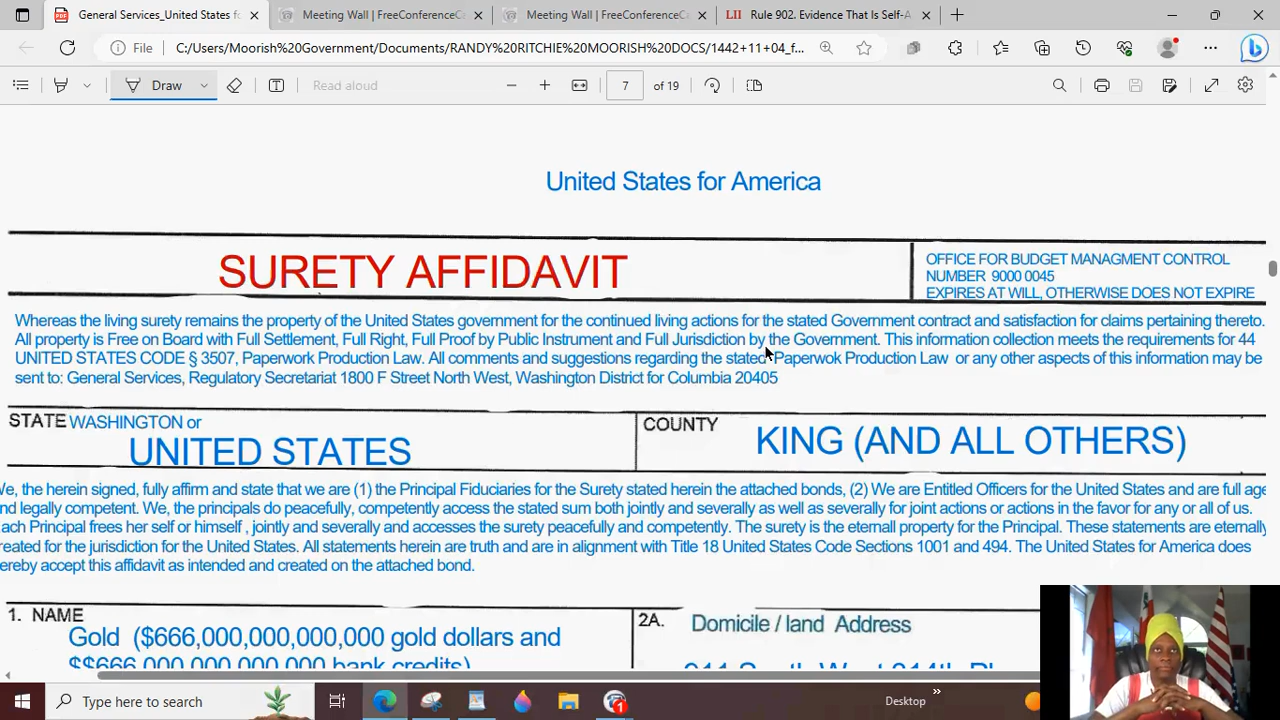 General Services_United States fo
Meeting Wall | FreeConferenceCa
Meeting Wall | FreeConferenceCa
LII Rule 902. Evidence That Is Self-A
File C:/Users/Moorish%20Government/Documents/RANDY%20RITCHIE%20MOORISH%20DOCS/1442+11+04_f...
Draw
Read aloud
7 of 19
United States for America
SURETY AFFIDAVIT
OFFICE FOR BUDGET MANAGMENT CONTROL
NUMBER 9000 0045
EXPIRES AT WILL, OTHERWISE DOES NOT EXPIRE
Whereas the living surety remains the property of the United States government for the continued living actions for the stated Government contract and satisfaction for claims pertaining thereto.
All property is Free on Board with Full Settlement, Full Right, Full Proof by Public Instrument and Full Jurisdiction by the Government. This information collection meets the requirements for 44
UNITED STATES CODE § 3507, Paperwork Production Law. All comments and suggestions regarding the stated Paperwok Production Law or any other aspects of this information may be
sent to: General Services, Regulatory Secretariat 1800 F Street North West, Washington District for Columbia 20405
STATE WASHINGTON or
UNITED STATES
COUNTY
KING (AND ALL OTHERS)
We, the herein signed, fully affirm and state that we are (1) the Principal Fiduciaries for the Surety stated herein the attached bonds, (2) We are Entitled Officers for the United States and are full age
nd legally competent. We, the principals do peacefully, competently access the stated sum both jointly and severally as well as severally for joint actions or actions in the favor for any or all of us.
ach Principal frees her self or himself , jointly and severally and accesses the surety peacefully and competently. The surety is the eternall property for the Principal. These statements are eternally
reated for the jurisdiction for the United States. All statements herein are truth and are in alignment with Title 18 United States Code Sections 1001 and 494. The United States for America does
ereby accept this affidavit as intended and created on the attached bond.
1. NAME
Gold ($666,000,000,000,000 gold dollars and
$$666,000,000,000,000 bank credits)
2A.
Domicile / land Address
Type here to search
1
Desktop